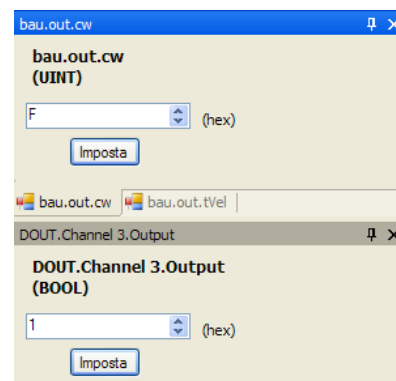 bau.out.cw
bau.out.cw
(UINT)
F (hex)
Imposta
bau.out.cw bau.out.tVel
DOUT.Channel 3.Output
DOUT.Channel 3.Output
(BOOL)
1 (hex)
Imposta